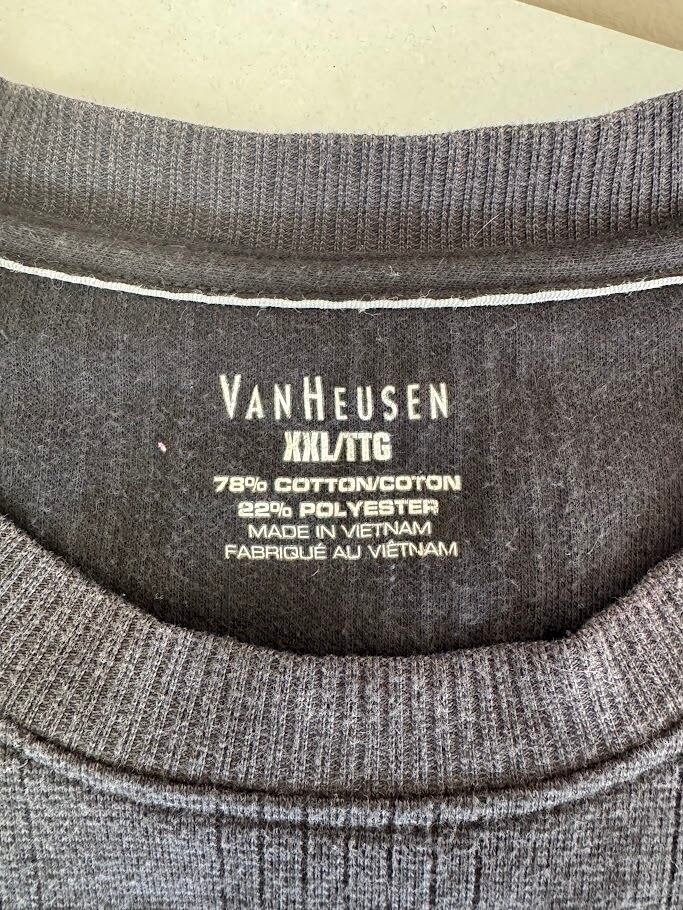 VANHEUSEN
XXL/TTG
78% COTTON/COTON
22% POLYESTER
MADE IN VIETNAM
FABRIQUÉ AU VIÊTNAM